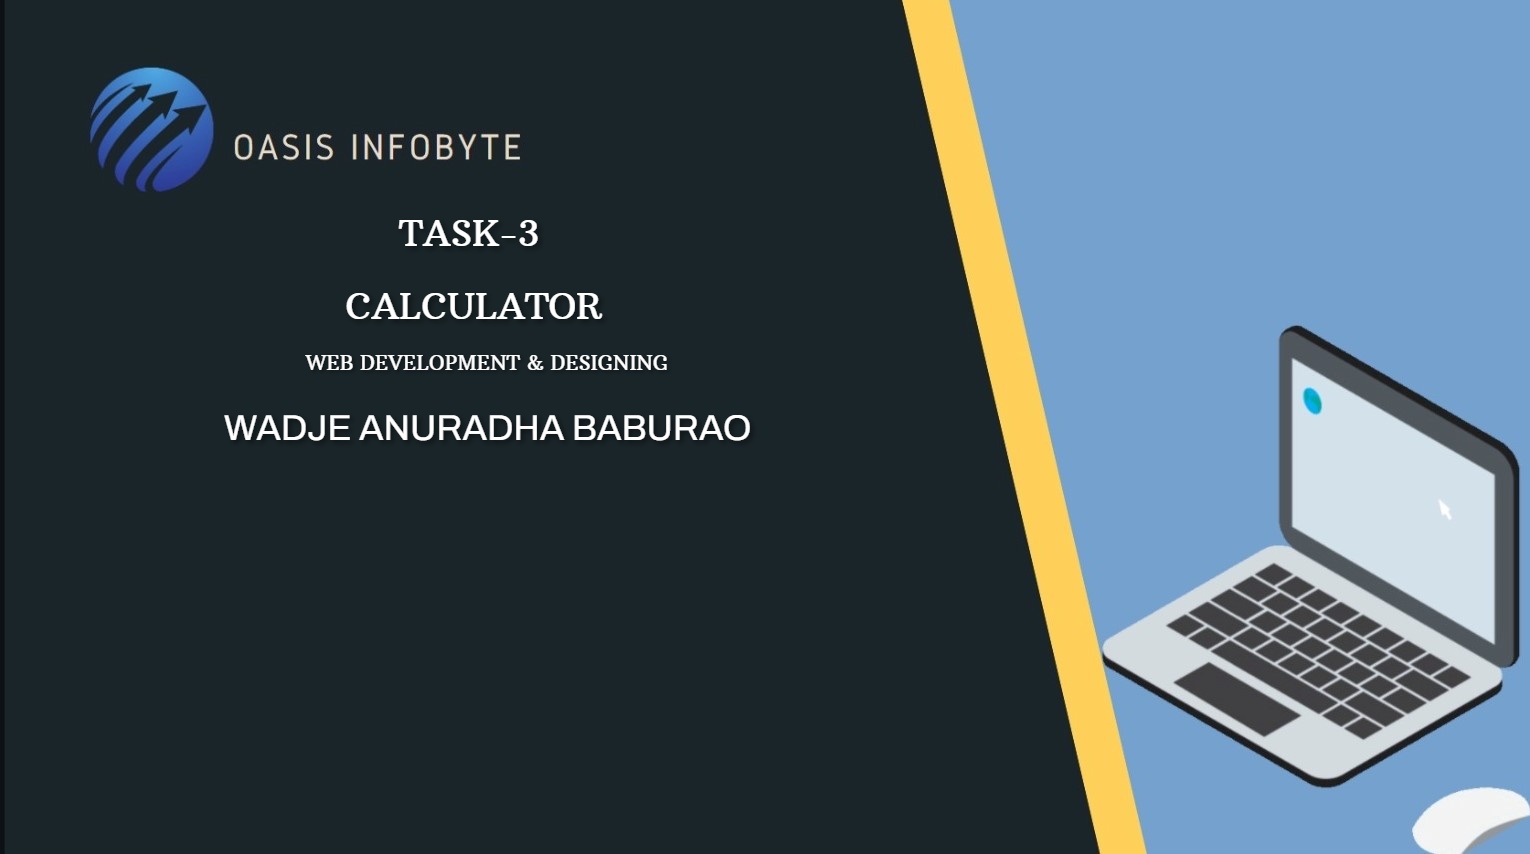 OASIS INFOBYTE
TASK-3
CALCULATOR
WEB DEVELOPMENT & DESIGNING
WADJE ANURADHA BABURAO